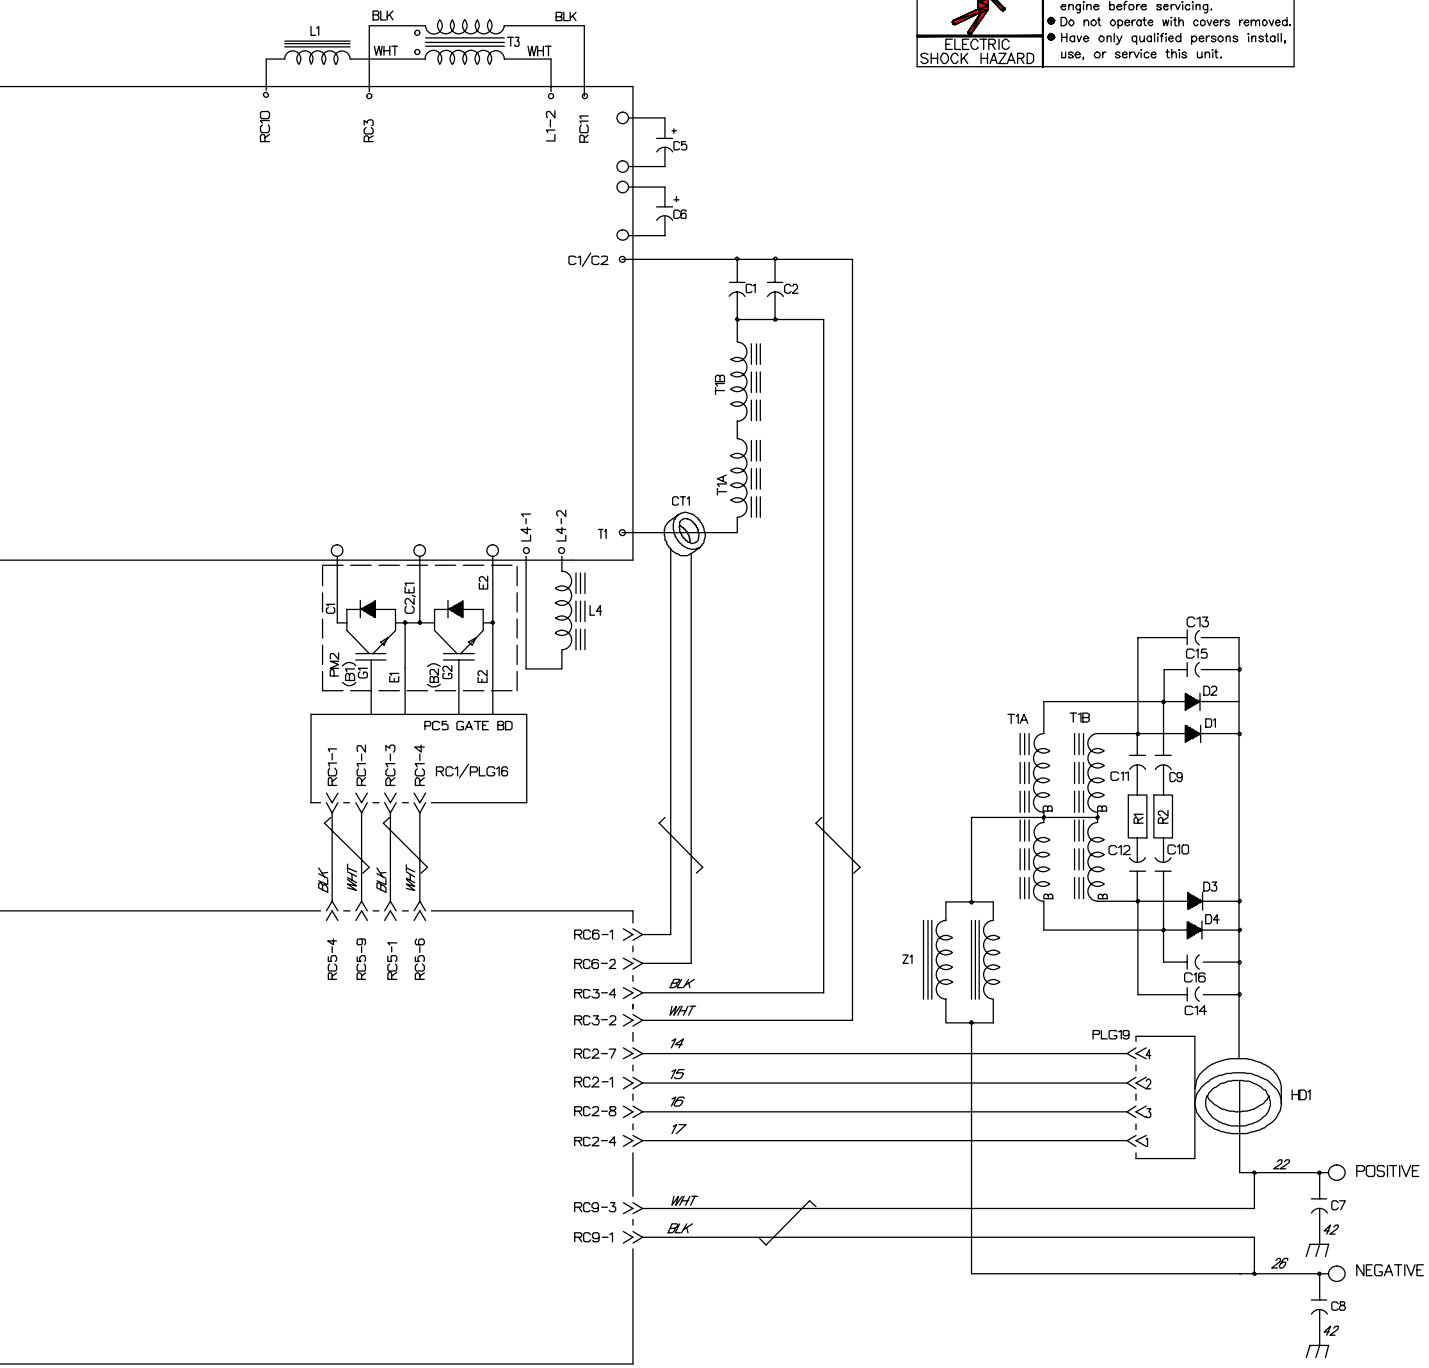 engine before servicing.
● Do not operate with covers removed.
● Have only qualified persons install,
use, or service this unit.
ELECTRIC
SHOCK HAZARD
BLK
BLK
L1
T3
WHT
WHT
RC10
RC3
L1-2
RC11
+
C5
+
C6
C1/C2
C1
C2
T1B
T1A
CT1
T1
L4-1
L4-2
L4
C1
C2,E1
E2
PM2
(B1)
G1
E1
(B2)
G2
E2
PC5 GATE BD
RC1-1
RC1-2
RC1-3
RC1-4
RC1/PLG16
BLK
WHT
BLK
WHT
RC5-4
RC5-9
RC5-1
RC5-6
C13
C15
D2
D1
T1A
T1B
C11
C9
B
B
R1
R2
C12
C10
B
B
D3
D4
C16
C14
Z1
RC6-1
RC6-2
RC3-4
BLK
RC3-2
WHT
RC2-7
14
RC2-1
15
RC2-8
16
RC2-4
17
PLG19
4
2
3
1
HD1
22
POSITIVE
RC9-3
WHT
C7
RC9-1
BLK
42
26
NEGATIVE
C8
42